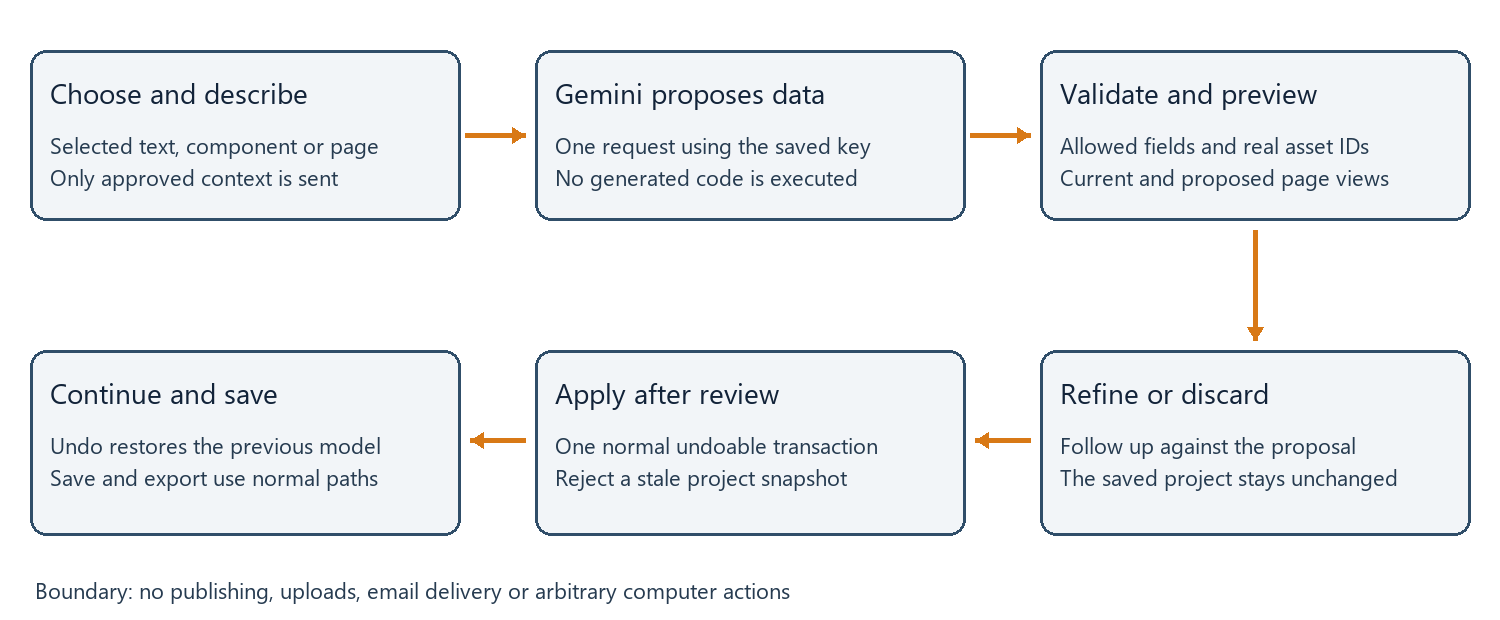 Choose and describe
Selected text, component or page
Only approved context is sent
Gemini proposes data
One request using the saved key
No generated code is executed
Validate and preview
Allowed fields and real asset IDs
Current and proposed page views
Continue and save
Undo restores the previous model
Save and export use normal paths
Apply after review
One normal undoable transaction
Reject a stale project snapshot
Refine or discard
Follow up against the proposal
The saved project stays unchanged
Boundary: no publishing, uploads, email delivery or arbitrary computer actions